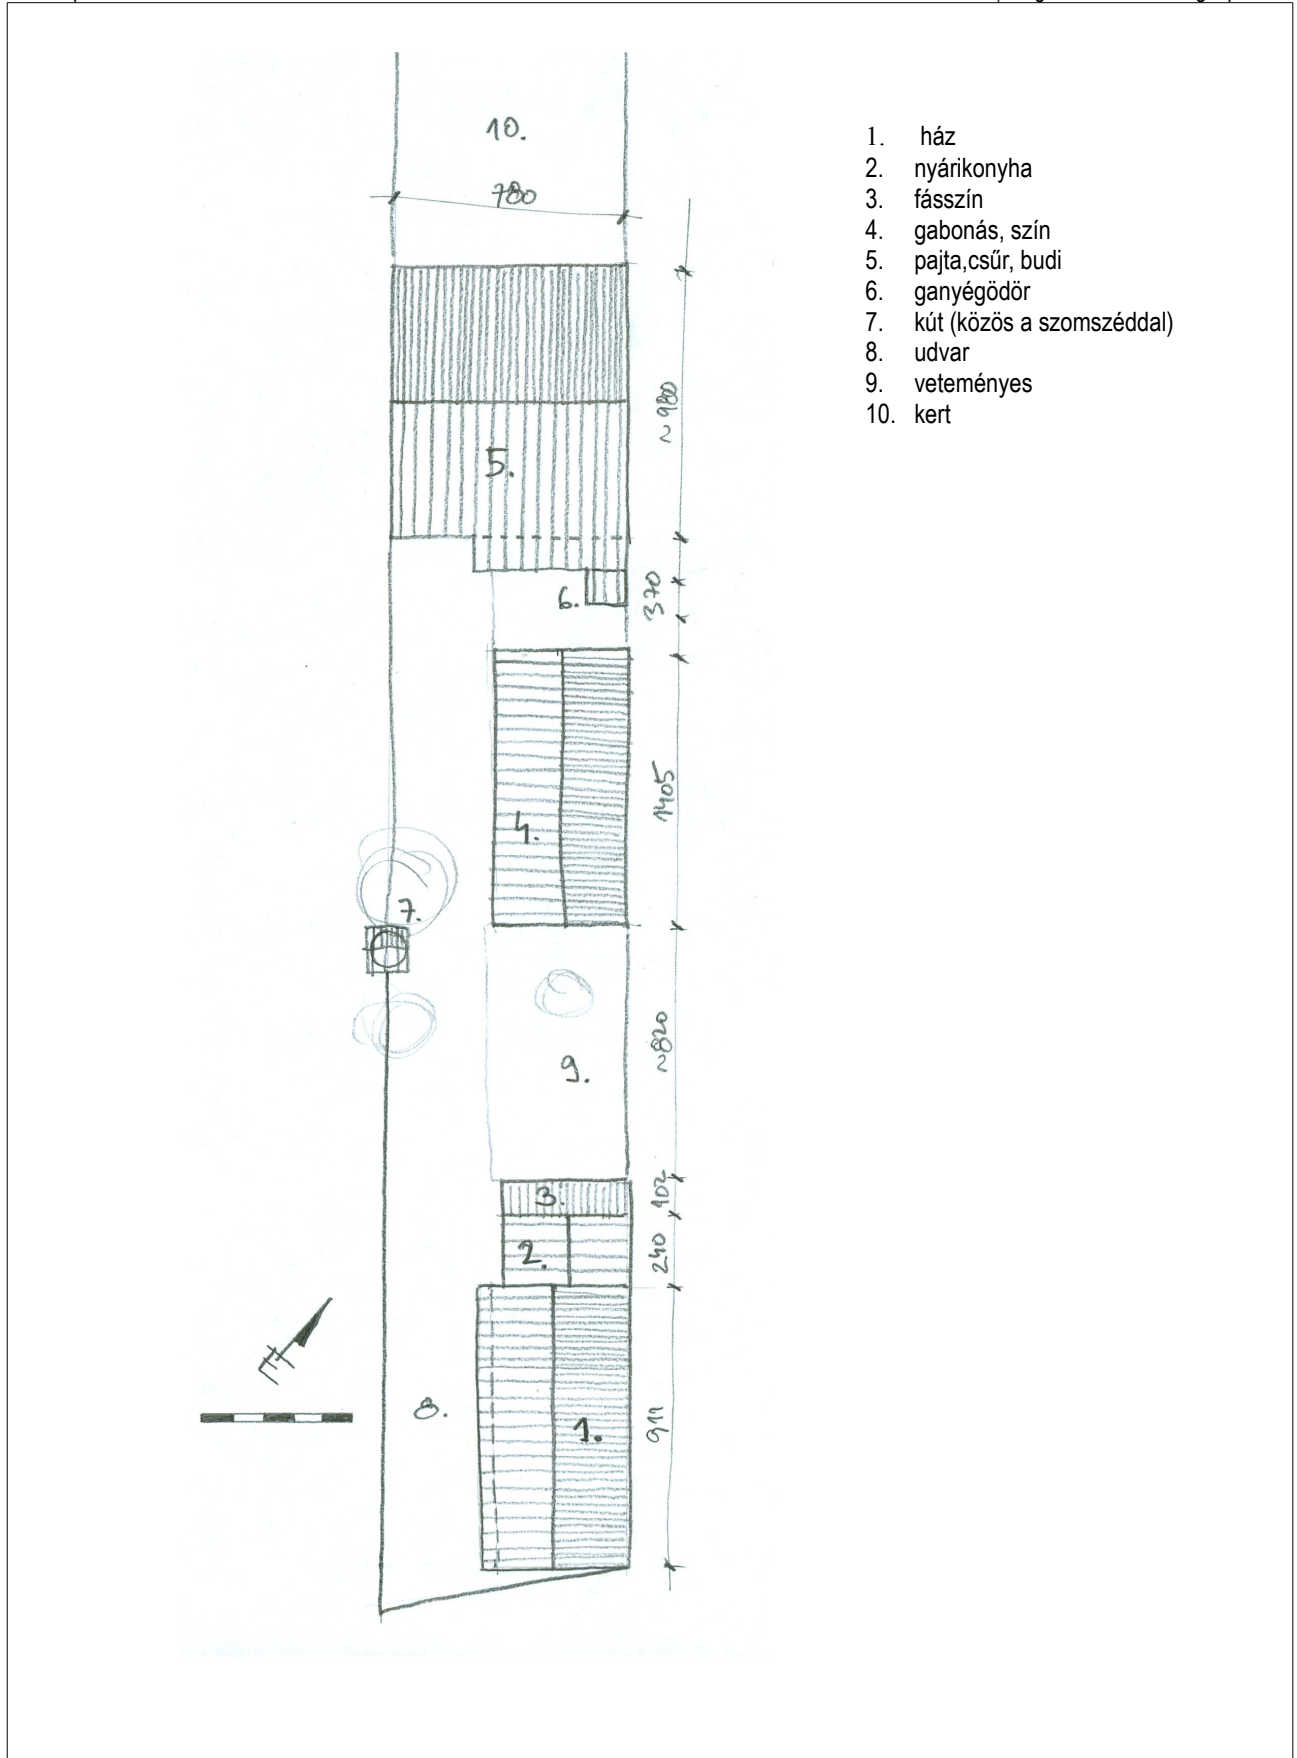 10.
780
1. ház
2. nyárikonyha
3. fásszín
4. gabonás, szín
5. pajta,csűr, budi
6. ganyégödör
7. kút (közös a szomszéddal)
8. udvar
9. veteményes
10. kert
~980
5.
370
6.
1405
4.
7.
~820
9.
102
3.
240
2.
911
1.
8.